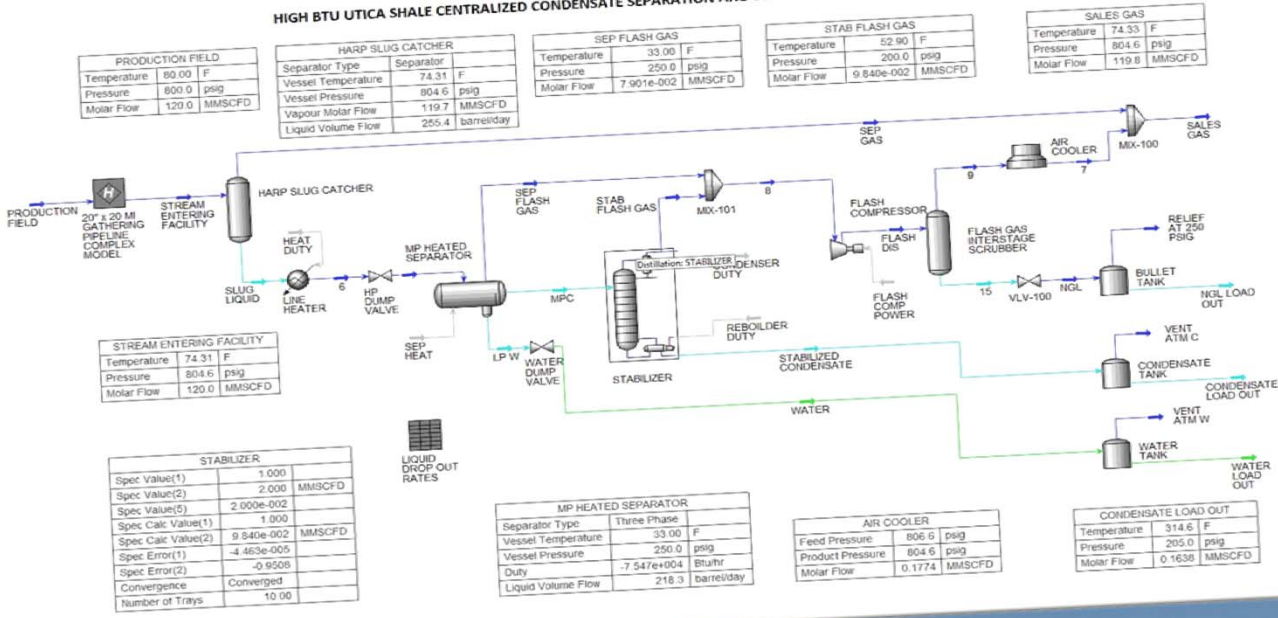 HIGH BTU UTICA SHALE CENTRALIZED CONDENSATE SEPARATION AND
PRODUCTION FIELD
Temperature 80.00 F
Pressure 800.0 psig
Molar Flow 120.0 MMSCFD
HARP SLUG CATCHER
Separator Type Separator
Vessel Temperature 74.31 F
Vessel Pressure 804.6 psig
Vapour Molar Flow 119.7 MMSCFD
Liquid Volume Flow 255.4 barrel/day
SEP FLASH GAS
Temperature 33.00 F
Pressure 250.0 psig
Molar Flow 7.901e-002 MMSCFD
STAB FLASH GAS
Temperature 52.90 F
Pressure 200.0 psig
Molar Flow 9.840e-002 MMSCFD
SALES GAS
Temperature 74.33 F
Pressure 804.6 psig
Molar Flow 119.8 MMSCFD
PRODUCTION
FIELD
H
20" x 20 MI
GATHERING
PIPELINE
COMPLEX
MODEL
STREAM
ENTERING
FACILITY
HARP SLUG CATCHER
SLUG
LIQUID
HEAT
DUTY
LINE
HEATER
6
HP
DUMP
VALVE
MP HEATED
SEPARATOR
SEP
HEAT
SEP
FLASH
GAS
STAB
FLASH GAS
MIX-101
8
MPC
LP W
WATER
DUMP
VALVE
Distillation: STABILIZER
CONDENSER
DUTY
REBOILDER
DUTY
STABILIZER
STABILIZED
CONDENSATE
WATER
SEP
GAS
FLASH
COMPRESSOR
FLASH
DIS
FLASH
COMP
POWER
9
AIR
COOLER
7
MIX-100
SALES
GAS
FLASH GAS
INTERSTAGE
SCRUBBER
15
VLV-100
NGL
RELIEF
AT 250
PSIG
BULLET
TANK
NGL LOAD
OUT
VENT
ATM C
CONDENSATE
TANK
CONDENSATE
LOAD OUT
VENT
ATM W
WATER
TANK
WATER
LOAD
OUT
STREAM ENTERING FACILITY
Temperature 74.31 F
Pressure 804.6 psig
Molar Flow 120.0 MMSCFD
LIQUID
DROP OUT
RATES
STABILIZER
Spec Value(1) 1.000
Spec Value(2) 2.000 MMSCFD
Spec Value(5) 2.000e-002
Spec Calc Value(1) 1.000
Spec Calc Value(2) 9.840e-002 MMSCFD
Spec Error(1) -4.463e-005
Spec Error(2) -0.9508
Convergence Converged
Number of Trays 10.00
MP HEATED SEPARATOR
Separator Type Three Phase
Vessel Temperature 33.00 F
Vessel Pressure 250.0 psig
Duty -7.547e+004 Btu/hr
Liquid Volume Flow 218.3 barrel/day
AIR COOLER
Feed Pressure 806.6 psig
Product Pressure 804.6 psig
Molar Flow 0.1774 MMSCFD
CONDENSATE LOAD OUT
Temperature 314.6 F
Pressure 205.0 psig
Molar Flow 0.1638 MMSCFD